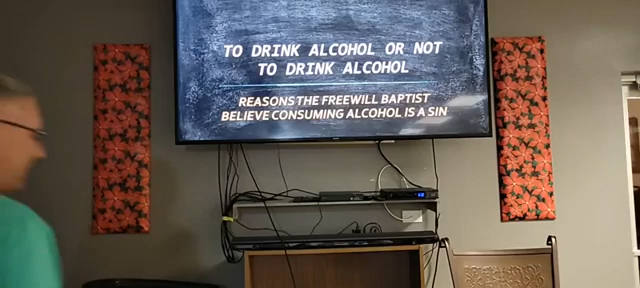 TO DRINK ALCOHOL OR NOT
TO DRINK ALCOHOL
REASONS THE FREEWILL BAPTIST
BELIEVE CONSUMING ALCOHOL IS A SIN